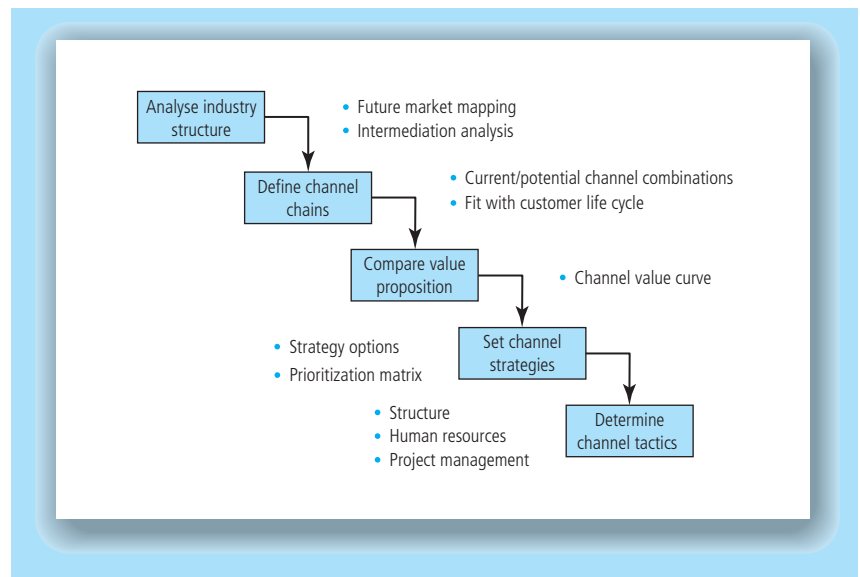 Analyse industry
structure
• Future market mapping
• Intermediation analysis
Define channel
chains
• Current/potential channel combinations
• Fit with customer life cycle
Compare value
proposition
• Channel value curve
Set channel
strategies
• Strategy options
• Prioritization matrix
Determine
channel tactics
• Structure
• Human resources
• Project management